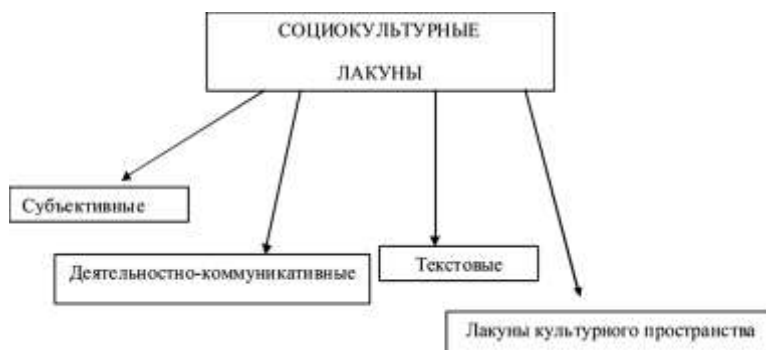 СОЦИОКУЛЬТУРНЫЕ
ЛАКУНЫ
Субъективные
Деятельностно-коммуникативные
Текстовые
Лакуны культурного пространства